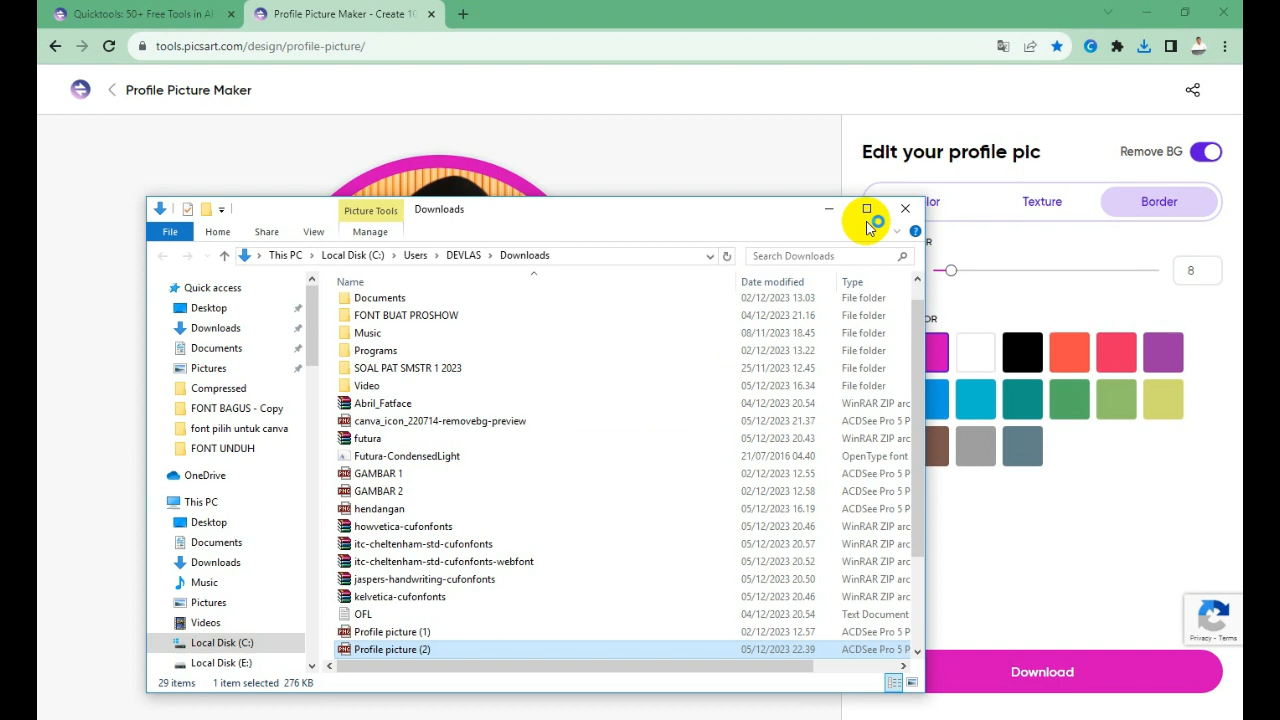 Quicktools: 50+ Free Tools in Al
Profile Picture Maker - Create 10
tools.picsart.com/design/profile-picture/
Profile Picture Maker
Edit your profile pic
Remove BG
Texture
Border
8
Picture Tools
Downloads
File
Home
Share
View
Manage
This PC
Local Disk (C:)
Users
DEVLAS
Downloads
Search Downloads
Name
Date modified
Type
Quick access
Desktop
Downloads
Documents
Pictures
Compressed
FONT BAGUS - Copy
font pilih untuk canva
FONT UNDUH
OneDrive
This PC
Desktop
Documents
Downloads
Music
Pictures
Videos
Local Disk (C:)
Local Disk (E:)
Documents 02/12/2023 13.03 File folder
FONT BUAT PROSHOW 04/12/2023 21.16 File folder
Music 08/11/2023 18.45 File folder
Programs 02/12/2023 13.22 File folder
SOAL PAT SMSTR 1 2023 25/11/2023 12.45 File folder
Video 05/12/2023 16.34 File folder
Abril_Fatface 04/12/2023 20.54 WinRAR ZIP arc
canva_icon_220714-removebg-preview 05/12/2023 21.37 ACDSee Pro 5 P
futura 05/12/2023 20.43 WinRAR ZIP arc
Futura-CondensedLight 21/07/2016 04.40 OpenType font
GAMBAR 1 02/12/2023 12.55 ACDSee Pro 5 P
GAMBAR 2 02/12/2023 12.58 ACDSee Pro 5 P
hendangan 05/12/2023 16.19 ACDSee Pro 5 P
howvetica-cufonfonts 05/12/2023 20.46 WinRAR ZIP arc
itc-cheltenham-std-cufonfonts 05/12/2023 20.57 WinRAR ZIP arc
itc-cheltenham-std-cufonfonts-webfont 05/12/2023 20.52 WinRAR ZIP arc
jaspers-handwriting-cufonfonts 05/12/2023 20.50 WinRAR ZIP arc
kelvetica-cufonfonts 05/12/2023 20.46 WinRAR ZIP arc
OFL 04/12/2023 20.54 Text Document
Profile picture (1) 02/12/2023 12.57 ACDSee Pro 5 P
Profile picture (2) 05/12/2023 22.39 ACDSee Pro 5 P
29 items
1 item selected 276 KB
Privacy - Terms
Download